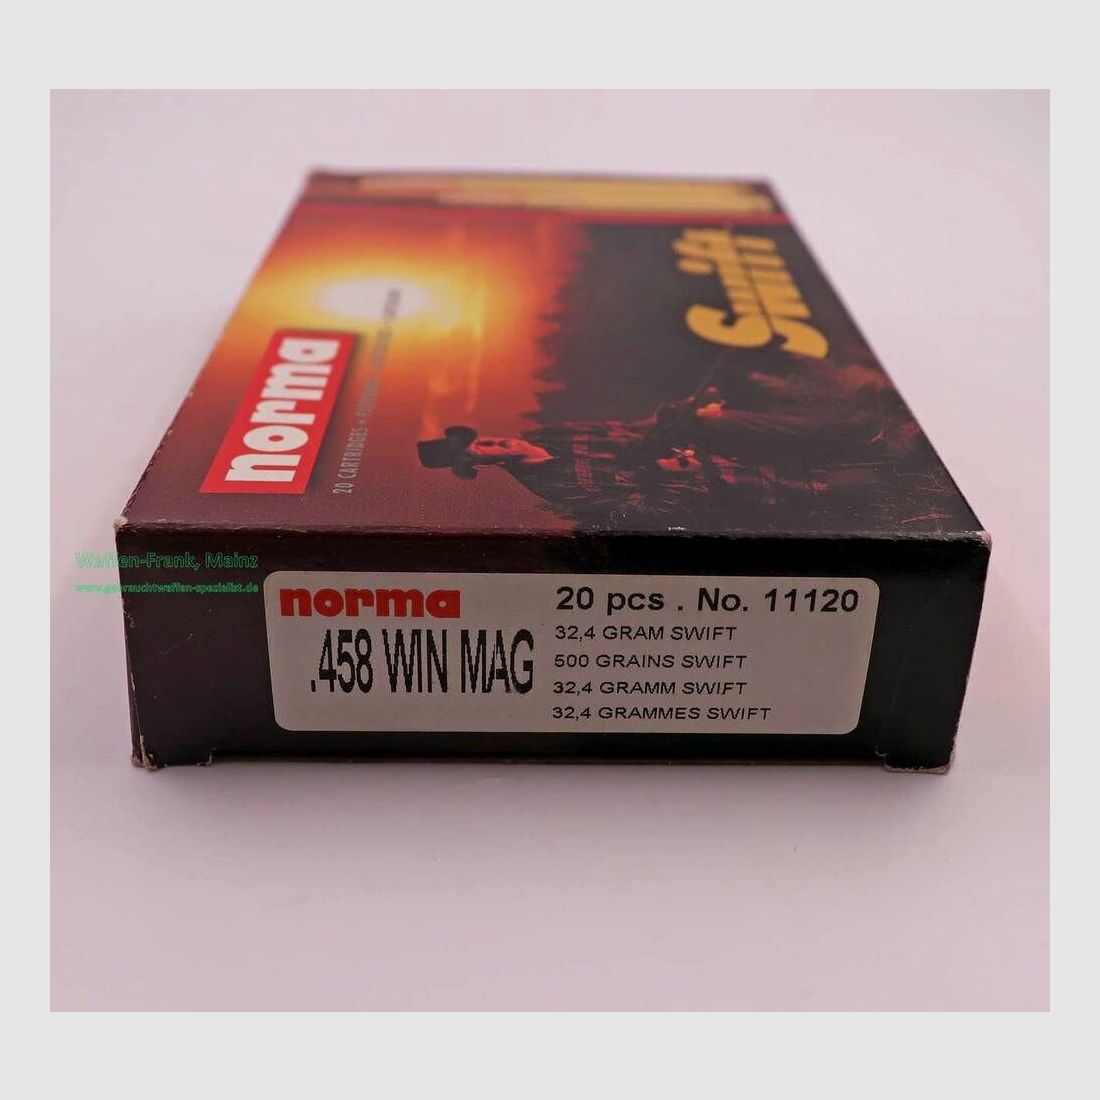 Swift
norma
20 CARTRIDGES
Waffen-Frank, Mainz
www.gebrauchtwaffen-spezialist.de
norma
.458 WIN MAG
20 pcs . No. 11120
32,4 GRAM SWIFT
500 GRAINS SWIFT
32,4 GRAMM SWIFT
32,4 GRAMMES SWIFT